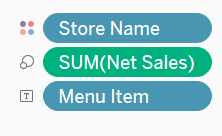 Store Name
SUM(Net Sales)
T Menu Item